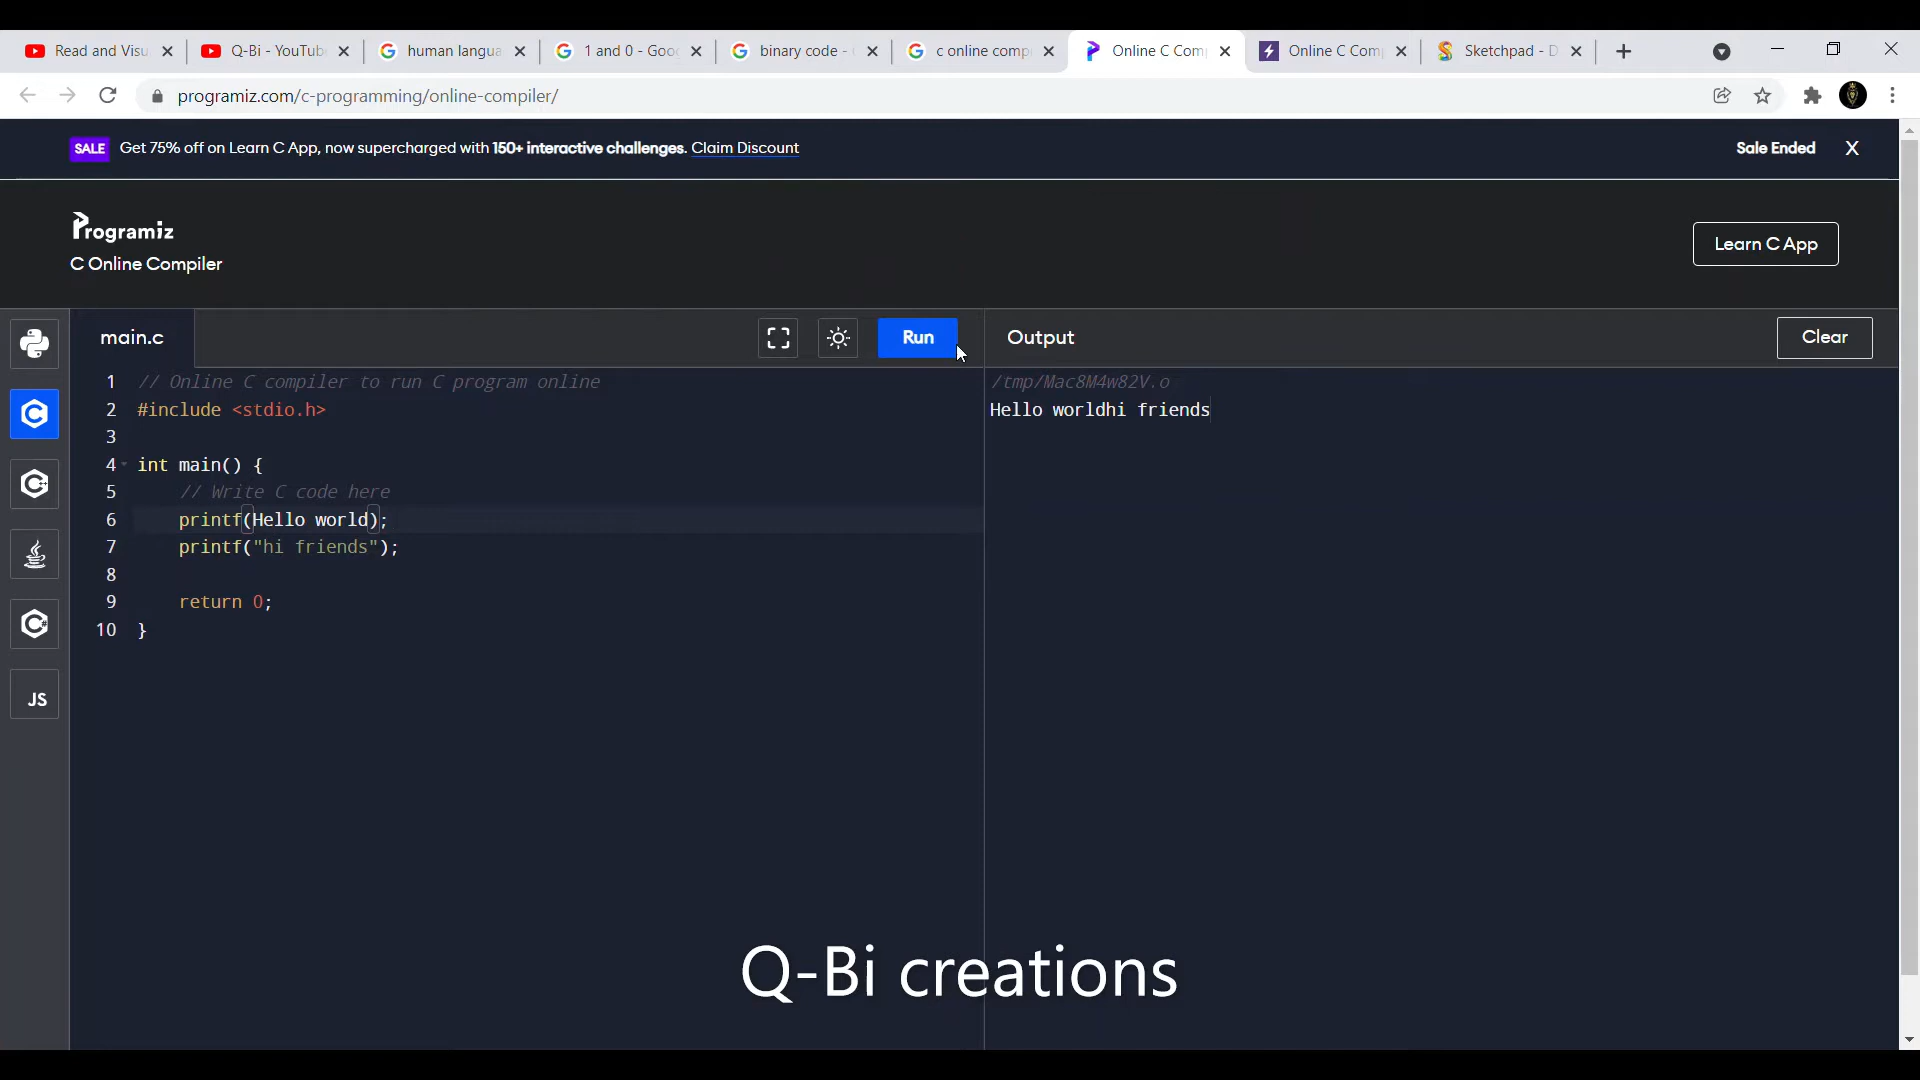 Read and Visu
Q-Bi - YouTub
human langua
1 and 0 - Goo
binary code -
c online comp
Online C Com
Online C Com
Sketchpad - D
programiz.com/c-programming/online-compiler/
SALE Get 75% off on Learn C App, now supercharged with 150+ interactive challenges. Claim Discount
Sale Ended X
Programiz
C Online Compiler
Learn C App
main.c
Run
Output
Clear
1 // Online C compiler to run C program online
2 #include <stdio.h>
3
4 int main() {
5 // Write C code here
6 printf(Hello world);
7 printf("hi friends");
8
9 return 0;
10 }
/tmp/Mac8M4w82V.o
Hello worldhi friends
C
C+
C#
JS
Q-Bi creations